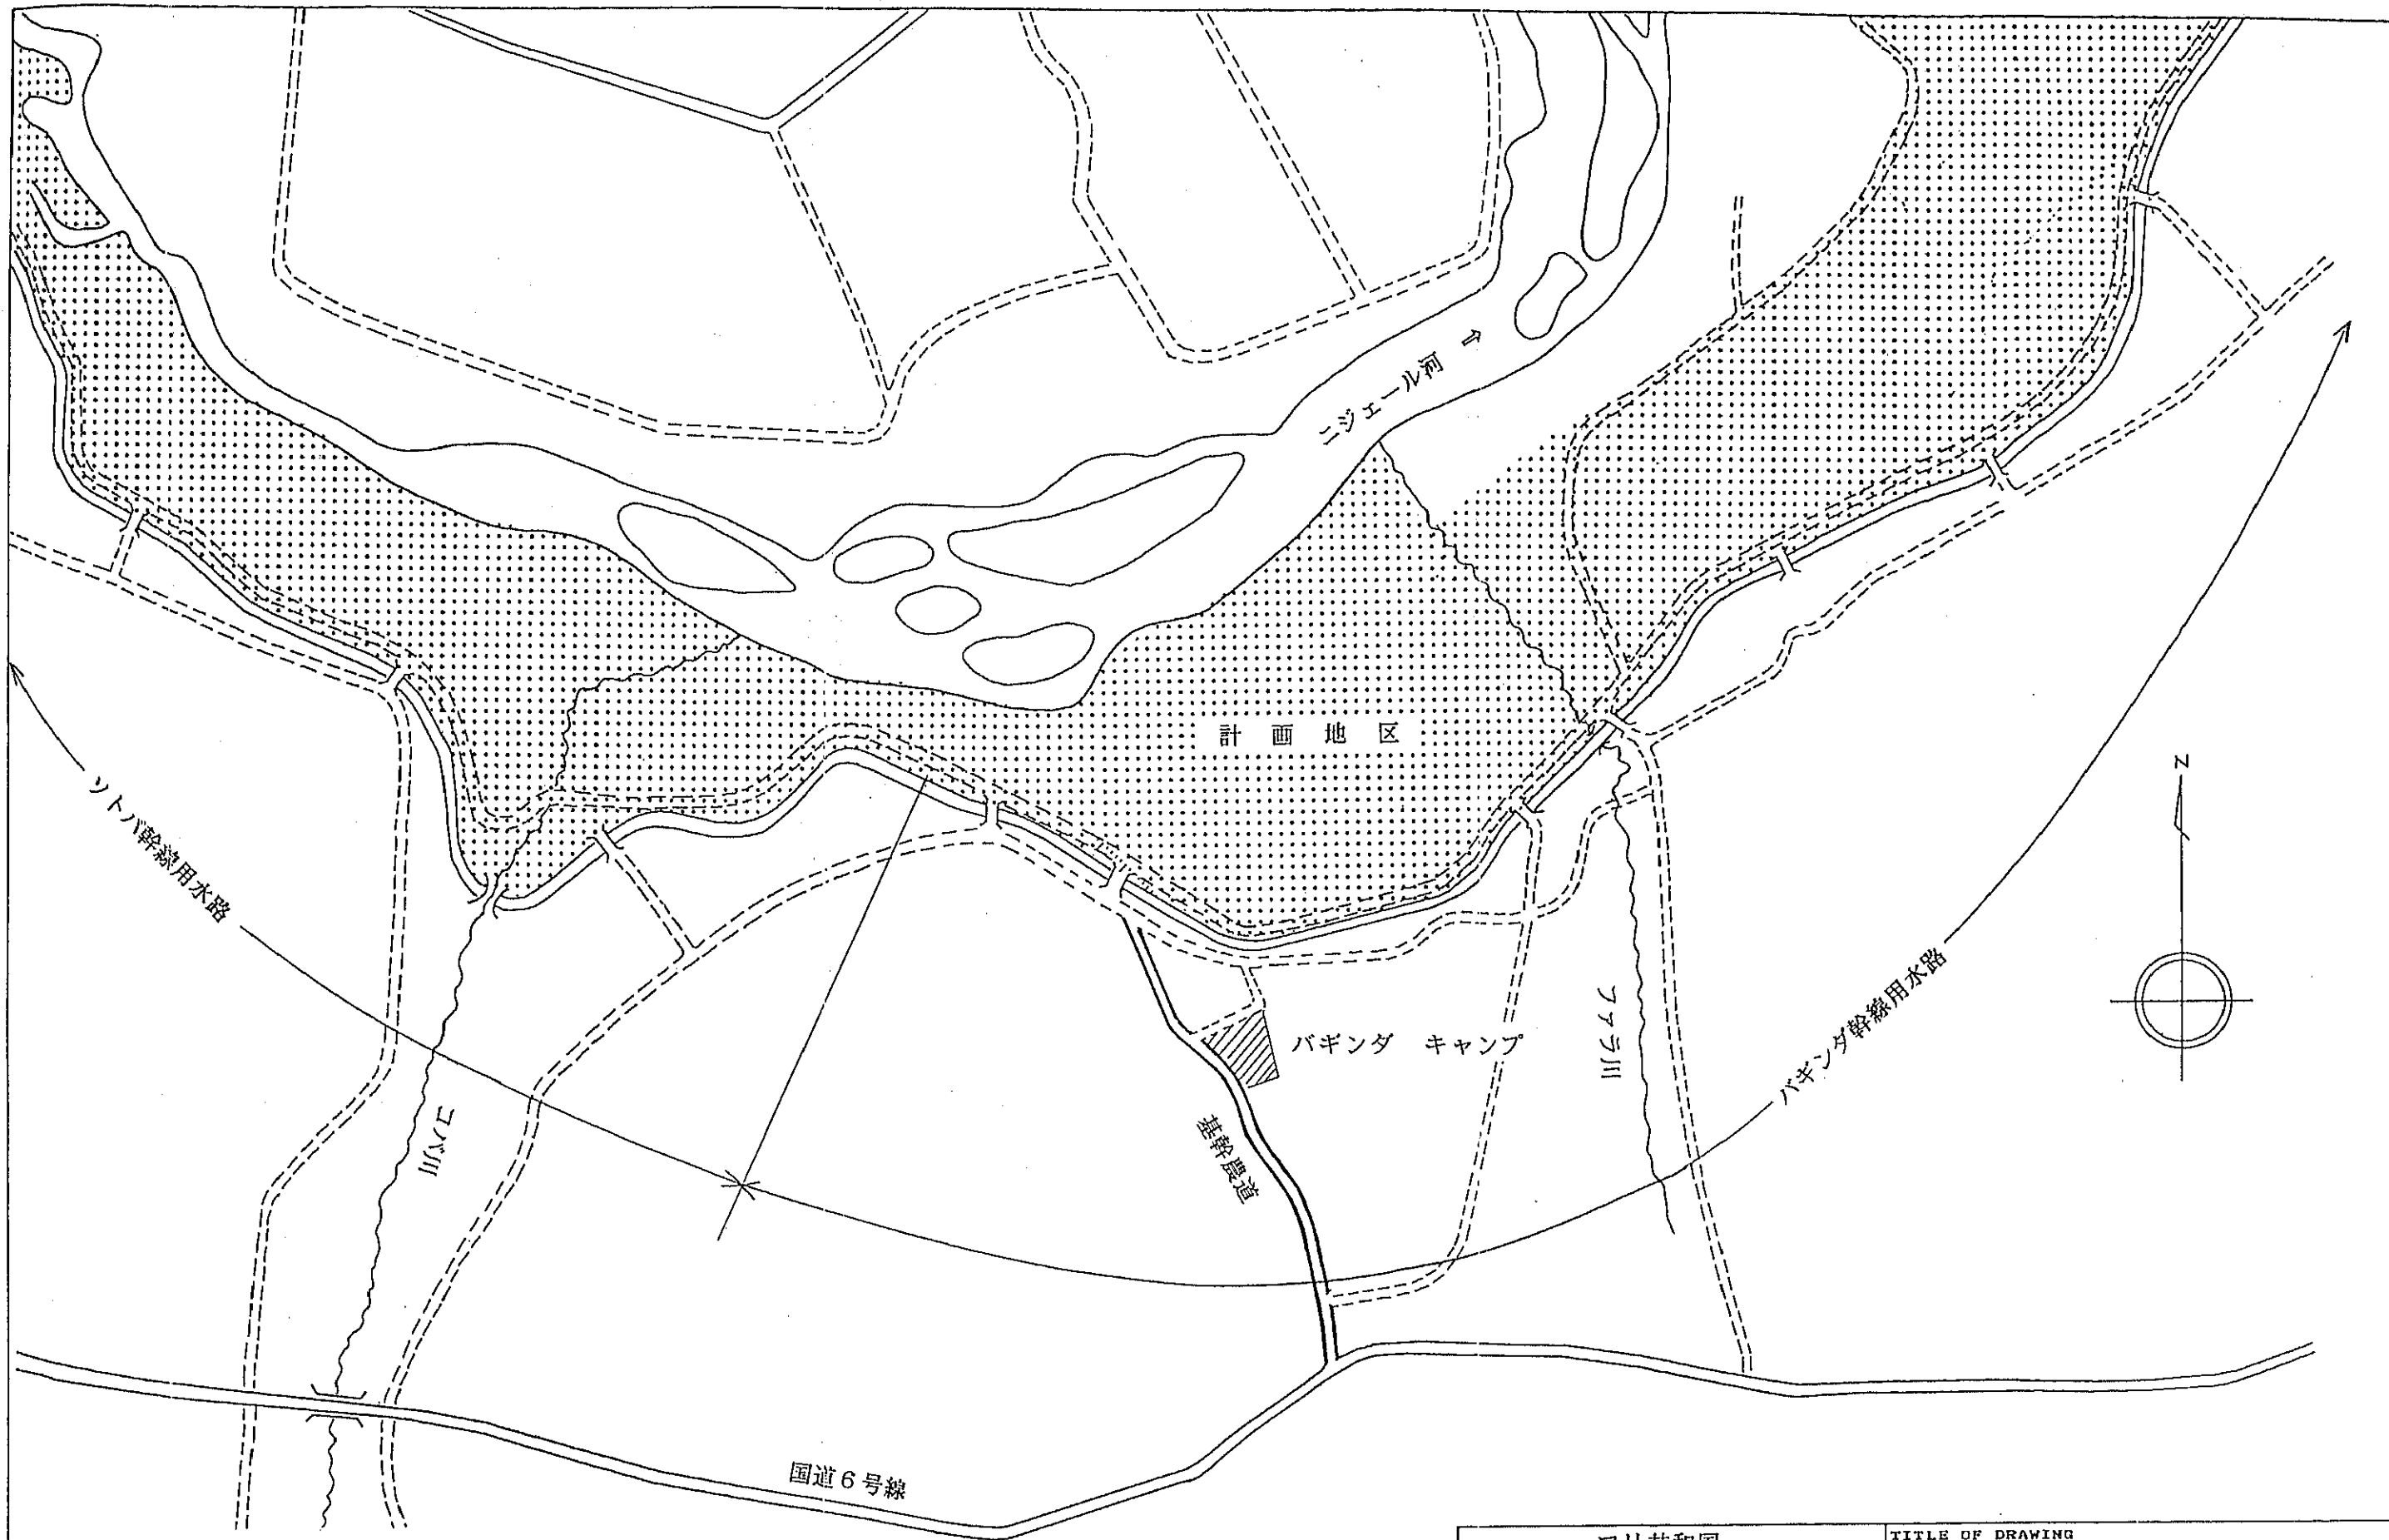 ニジェール河 ⇒
計画地区
N
ソトバ幹線用水路
バギンダ幹線用水路
バギンダ キャンプ
ファラ川
コバ川
基幹農道
国道6号線
TITLE OF DRAWING